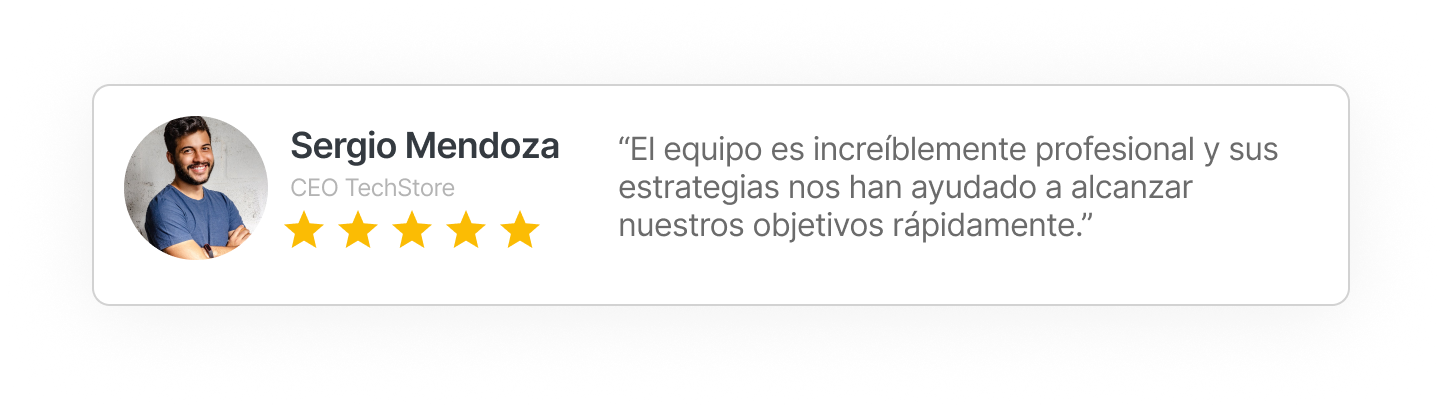 Sergio Mendoza
CEO TechStore
“El equipo es increíblemente profesional y sus
estrategias nos han ayudado a alcanzar
nuestros objetivos rápidamente.”